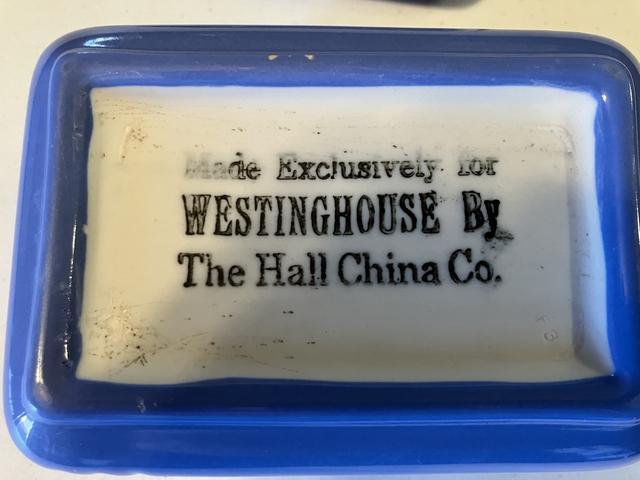 Made Exclusively for
WESTINGHOUSE By
The Hall China Co.